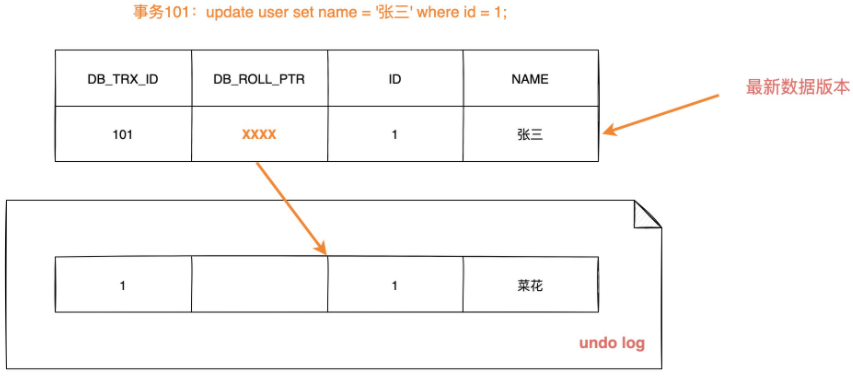 事务101：update user set name = '张三' where id = 1;
DB_TRX_ID DB_ROLL_PTR ID NAME
最新数据版本
101 XXXX 1 张三
1 1 菜花
undo log